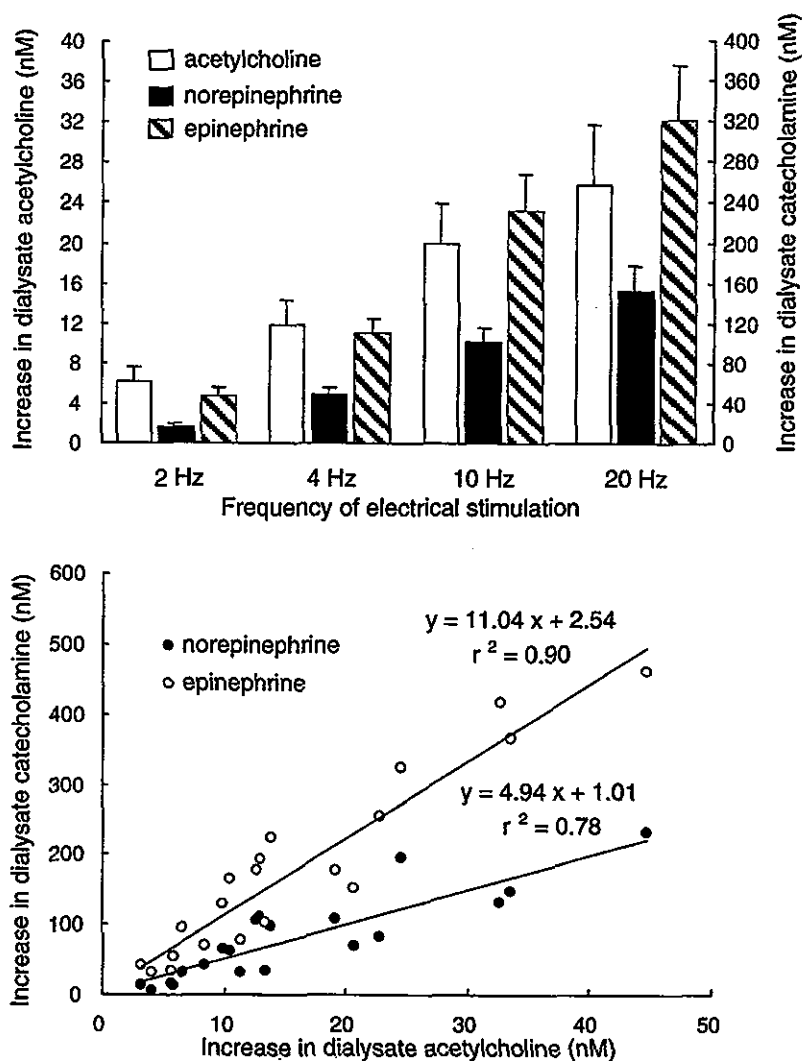 Increase in dialysate acetylcholine (nM)
40
36
32
28
24
20
16
12
8
4
0
acetylcholine
norepinephrine
epinephrine
400
360
320
280
240
200
160
120
80
40
0
Increase in dialysate catecholamine (nM)
2 Hz 4 Hz 10 Hz 20 Hz
Frequency of electrical stimulation
Increase in dialysate catecholamine (nM)
600
500
400
300
200
100
0
norepinephrine
epinephrine
y = 11.04 x + 2.54
r 2 = 0.90
y = 4.94 x + 1.01
r 2 = 0.78
0 10 20 30 40 50
Increase in dialysate acetylcholine (nM)